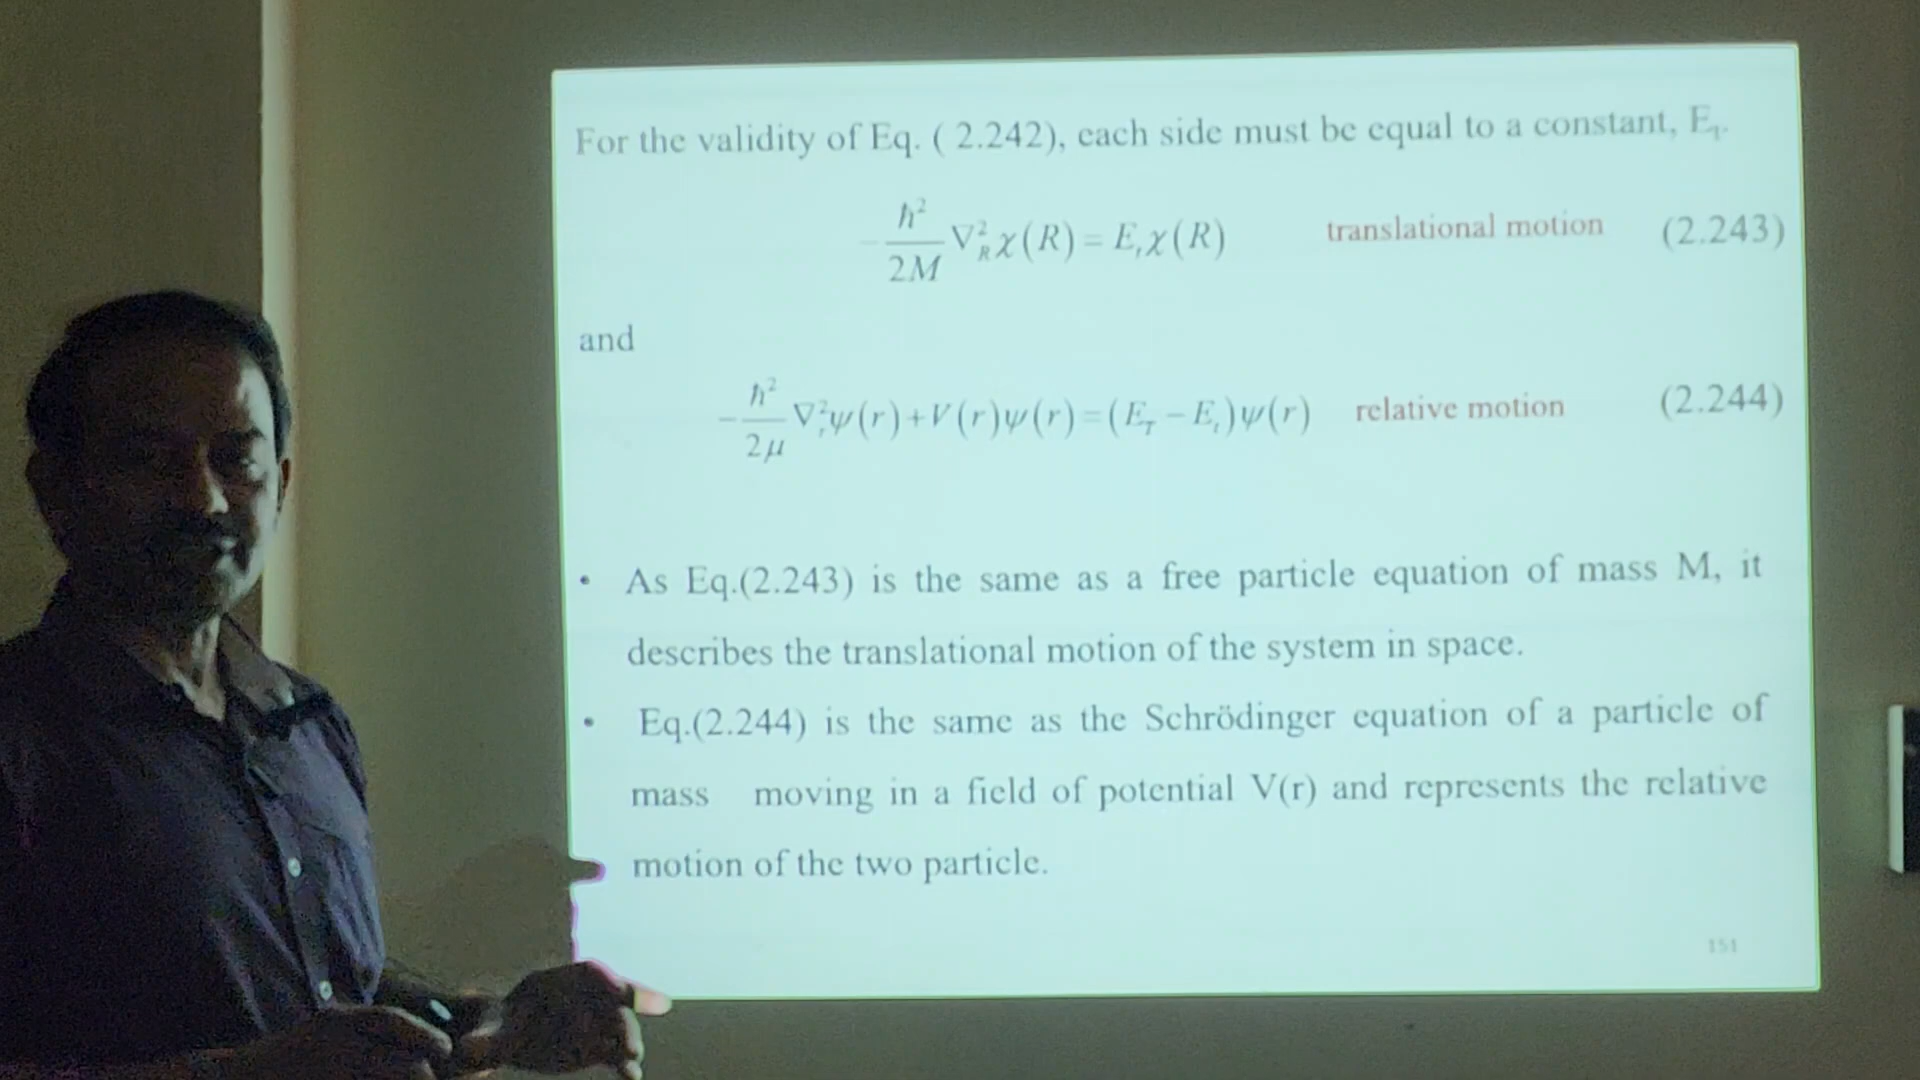 For the validity of Eq. ( 2.242), each side must be equal to a constant, E_T.
-ℏ²/2M ∇²_R χ(R) = E_t χ(R) translational motion (2.243)
and
-ℏ²/2μ ∇²_r ψ(r)+V(r)ψ(r)=(E_T − E_t)ψ(r) relative motion (2.244)
• As Eq.(2.243) is the same as a free particle equation of mass M, it
describes the translational motion of the system in space.
• Eq.(2.244) is the same as the Schrödinger equation of a particle of
mass moving in a field of potential V(r) and represents the relative
motion of the two particle.
151